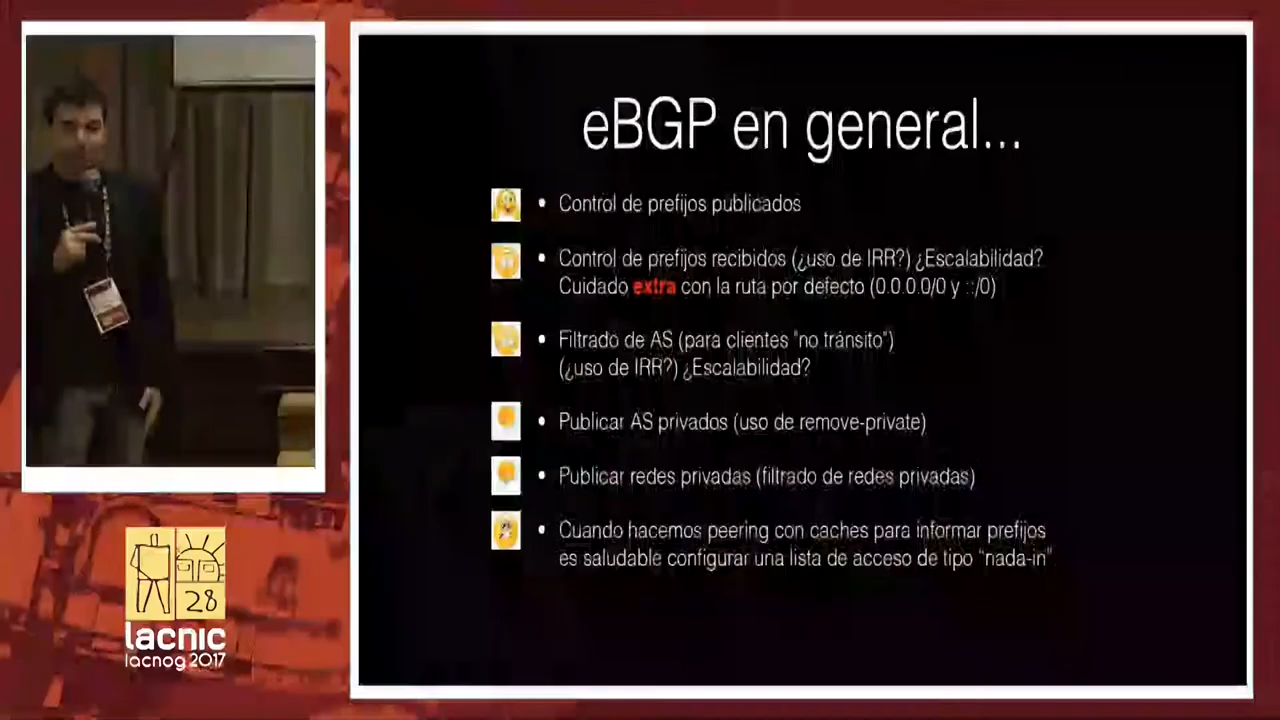 eBGP en general...
• Control de prefijos publicados
• Control de prefijos recibidos (¿uso de IRR?) ¿Escalabilidad?
Cuidado extra con la ruta por defecto (0.0.0.0/0 y ::/0)
• Filtrado de AS (para clientes "no tránsito")
(¿uso de IRR?) ¿Escalabilidad?
• Publicar AS privados (uso de remove-private)
• Publicar redes privadas (filtrado de redes privadas)
• Cuando hacemos peering con caches para informar prefijos
es saludable configurar una lista de acceso de tipo "nada-in"
28
lacnic
lacnog 2017